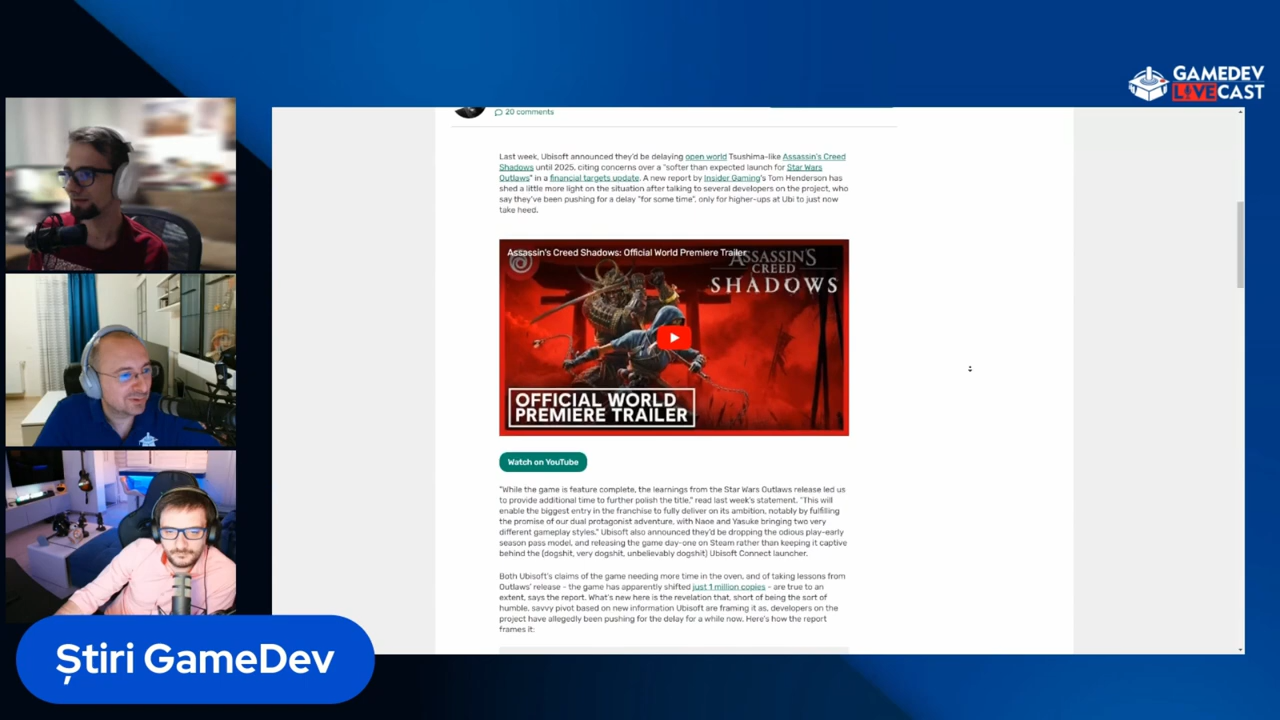 GAMEDEV
LIVECAST
20 comments
Last week, Ubisoft announced they'd be delaying open world Tsushima-like Assassin's Creed
Shadows until 2025, citing concerns over a "softer than expected launch for Star Wars
Outlaws" in a financial targets update. A new report by Insider Gaming's Tom Henderson has
shed a little more light on the situation after talking to several developers on the project, who
say they've been pushing for a delay "for some time", only for higher-ups at Ubi to just now
take heed.
Assassin's Creed Shadows: Official World Premiere Trailer
ASSASSIN'S
CREED
SHADOWS
OFFICIAL WORLD
PREMIERE TRAILER
Watch on YouTube
"While the game is feature complete, the learnings from the Star Wars Outlaws release led us
to provide additional time to further polish the title," read last week's statement. "This will
enable the biggest entry in the franchise to fully deliver on its ambition, notably by fulfilling
the promise of our dual protagonist adventure, with Naoe and Yasuke bringing two very
different gameplay styles." Ubisoft also announced they'd be dropping the odious play-early
season pass model, and releasing the game day-one on Steam rather than keeping it captive
behind the (dogshit, very dogshit, unbelievably dogshit) Ubisoft Connect launcher.
Both Ubisoft's claims of the game needing more time in the oven, and of taking lessons from
Outlaws' release - the game has apparently shifted just 1 million copies - are true to an
extent, says the report. What's new here is the revelation that, short of being the sort of
humble, savvy pivot based on new information Ubisoft are framing it as, developers on the
project have allegedly been pushing for the delay for a while now. Here's how the report
frames it:
Știri GameDev